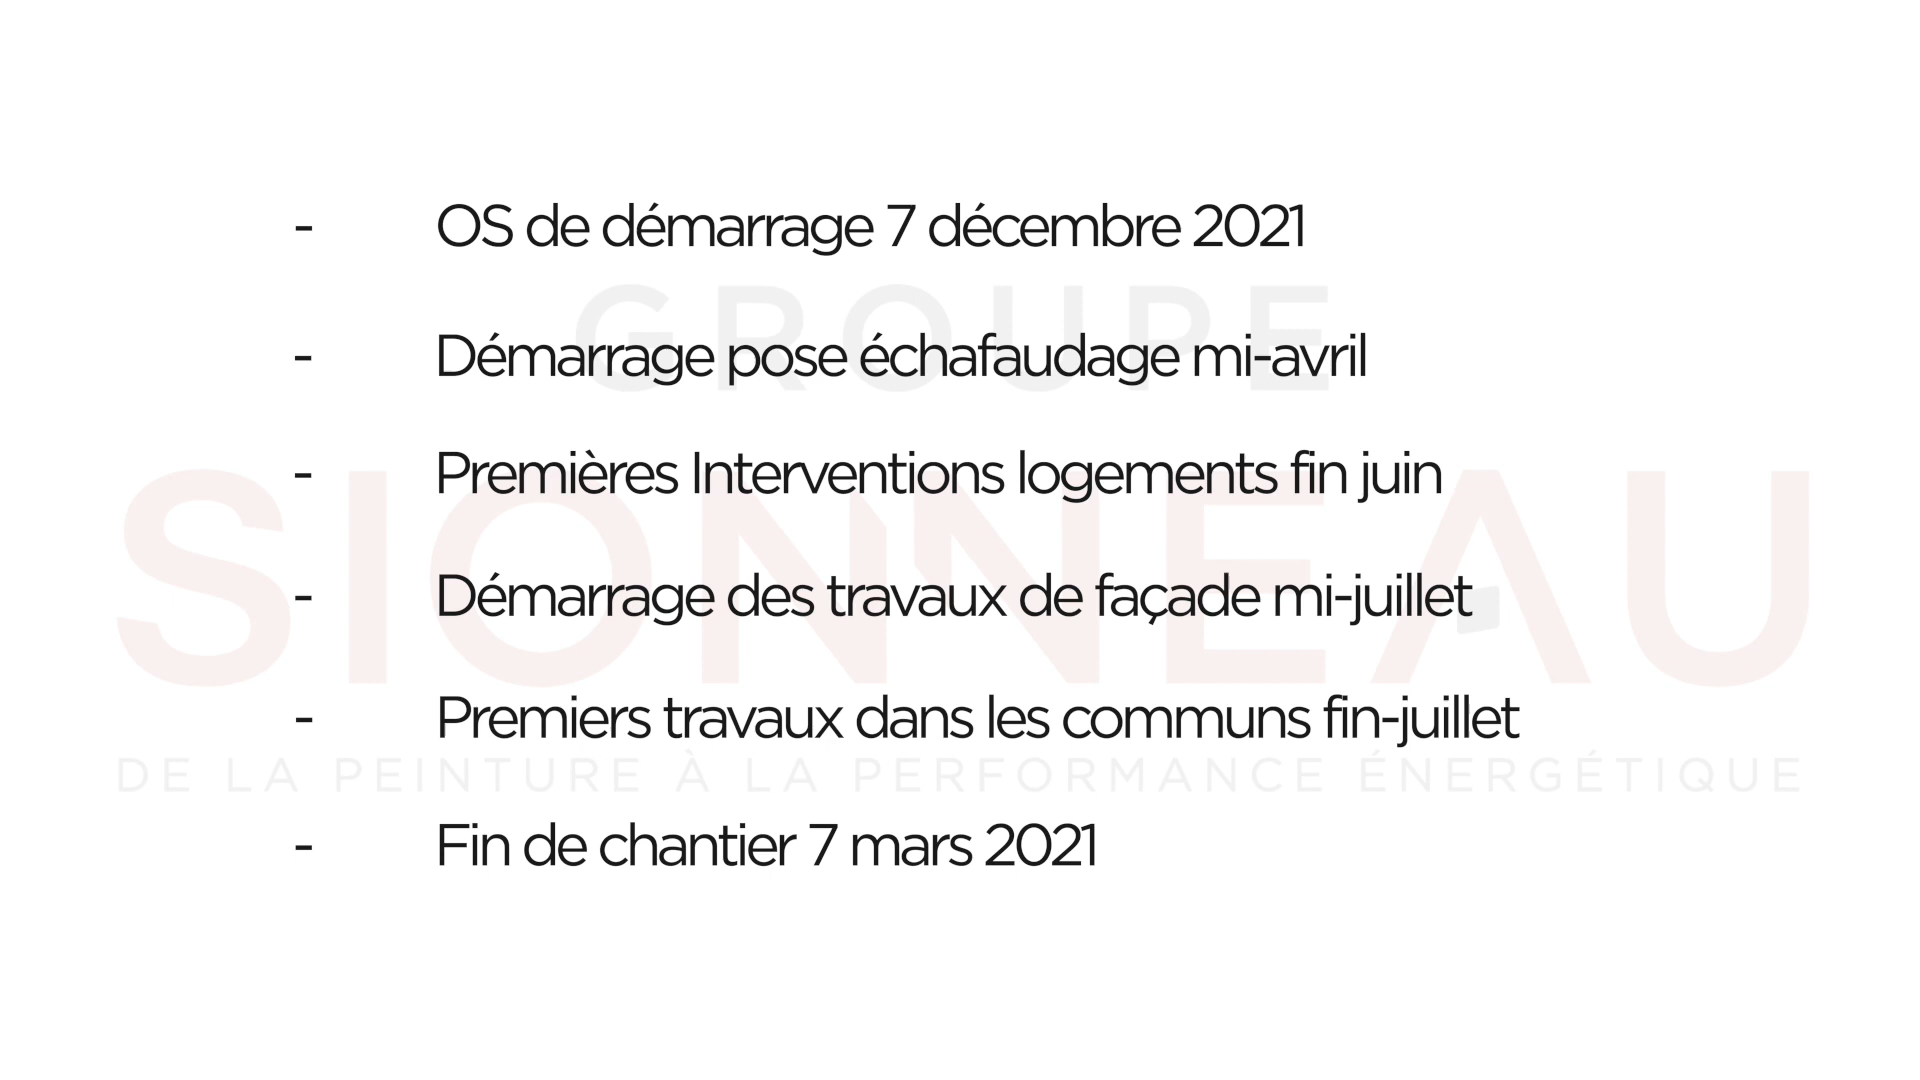 - OS de démarrage 7 décembre 2021
GROUPE
- Démarrage pose échafaudage mi-avril
- Premières Interventions logements fin juin
SIONNEAU
- Démarrage des travaux de façade mi-juillet
- Premiers travaux dans les communs fin-juillet
DE LA PEINTURE À LA PERFORMANCE ÉNERGÉTIQUE
- Fin de chantier 7 mars 2021